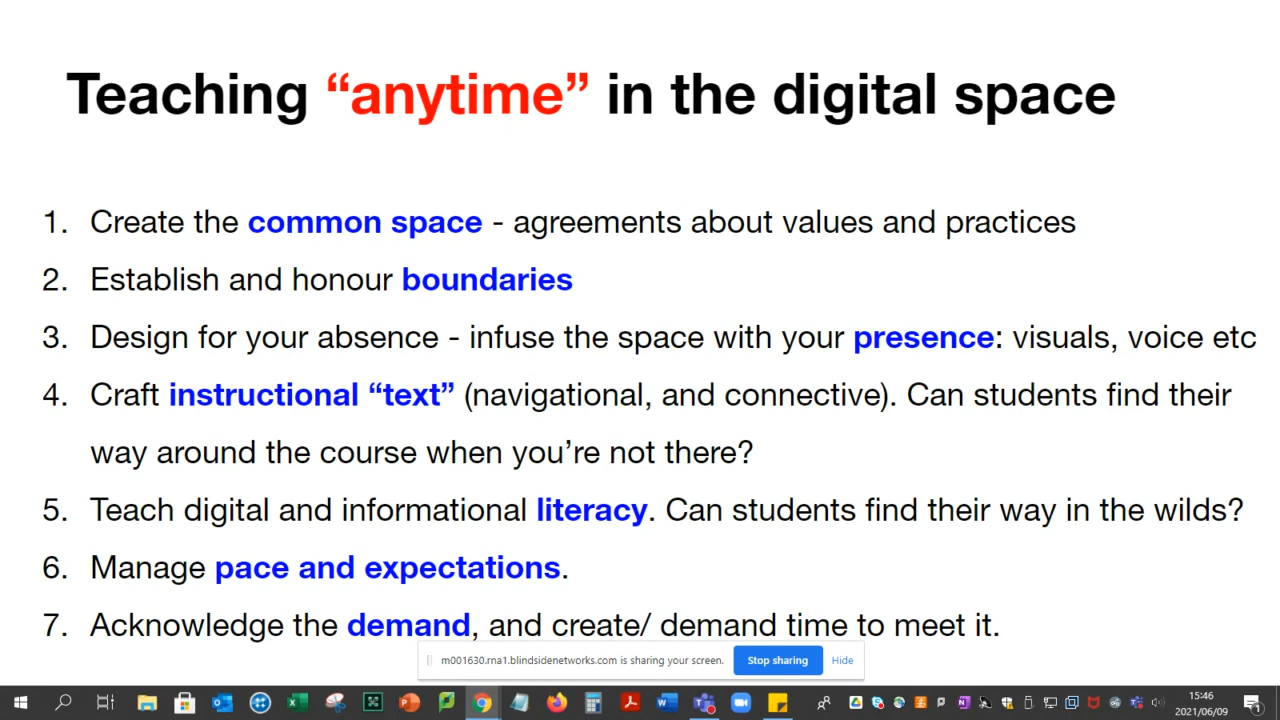 Teaching “anytime” in the digital space
1. Create the common space - agreements about values and practices
2. Establish and honour boundaries
3. Design for your absence - infuse the space with your presence: visuals, voice etc
4. Craft instructional “text” (navigational, and connective). Can students find their
way around the course when you’re not there?
5. Teach digital and informational literacy. Can students find their way in the wilds?
6. Manage pace and expectations.
7. Acknowledge the demand, and create/ demand time to meet it.
m001630.rna1.blindsidenetworks.com is sharing your screen. Stop sharing Hide
15:46
2021/06/09